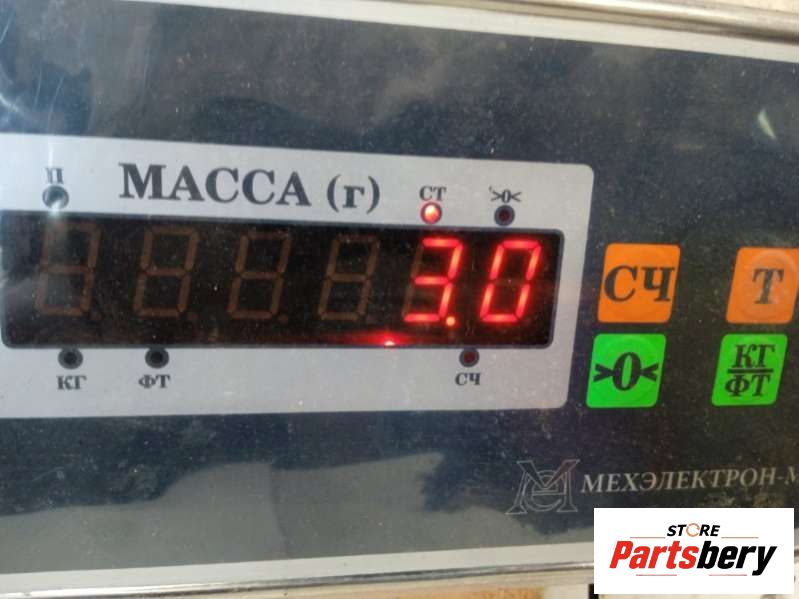 П
МАССА (г)
СТ
>0<
3.0
КГ
ФТ
СЧ
СЧ
Т
>0<
КГ
ФТ
МЕХЭЛЕКТРОН-М
STORE
Partsbery